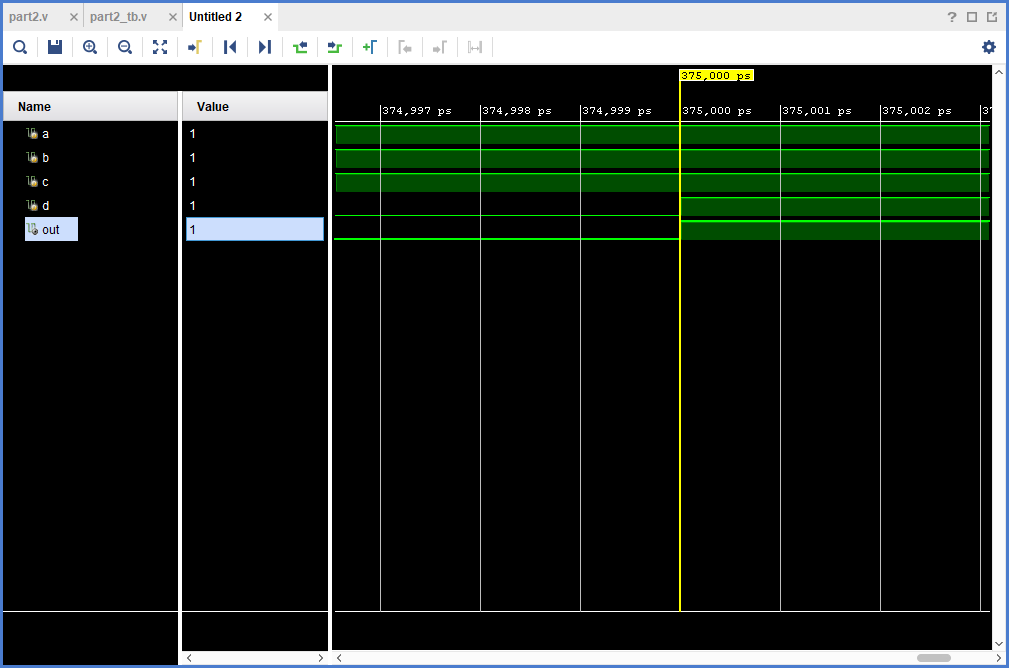 part2.v × part2_tb.v × Untitled 2 ×
?
375,000 ps
Name Value
374,997 ps 374,998 ps 374,999 ps 375,000 ps 375,001 ps 375,002 ps 37
a 1
b 1
c 1
d 1
out 1